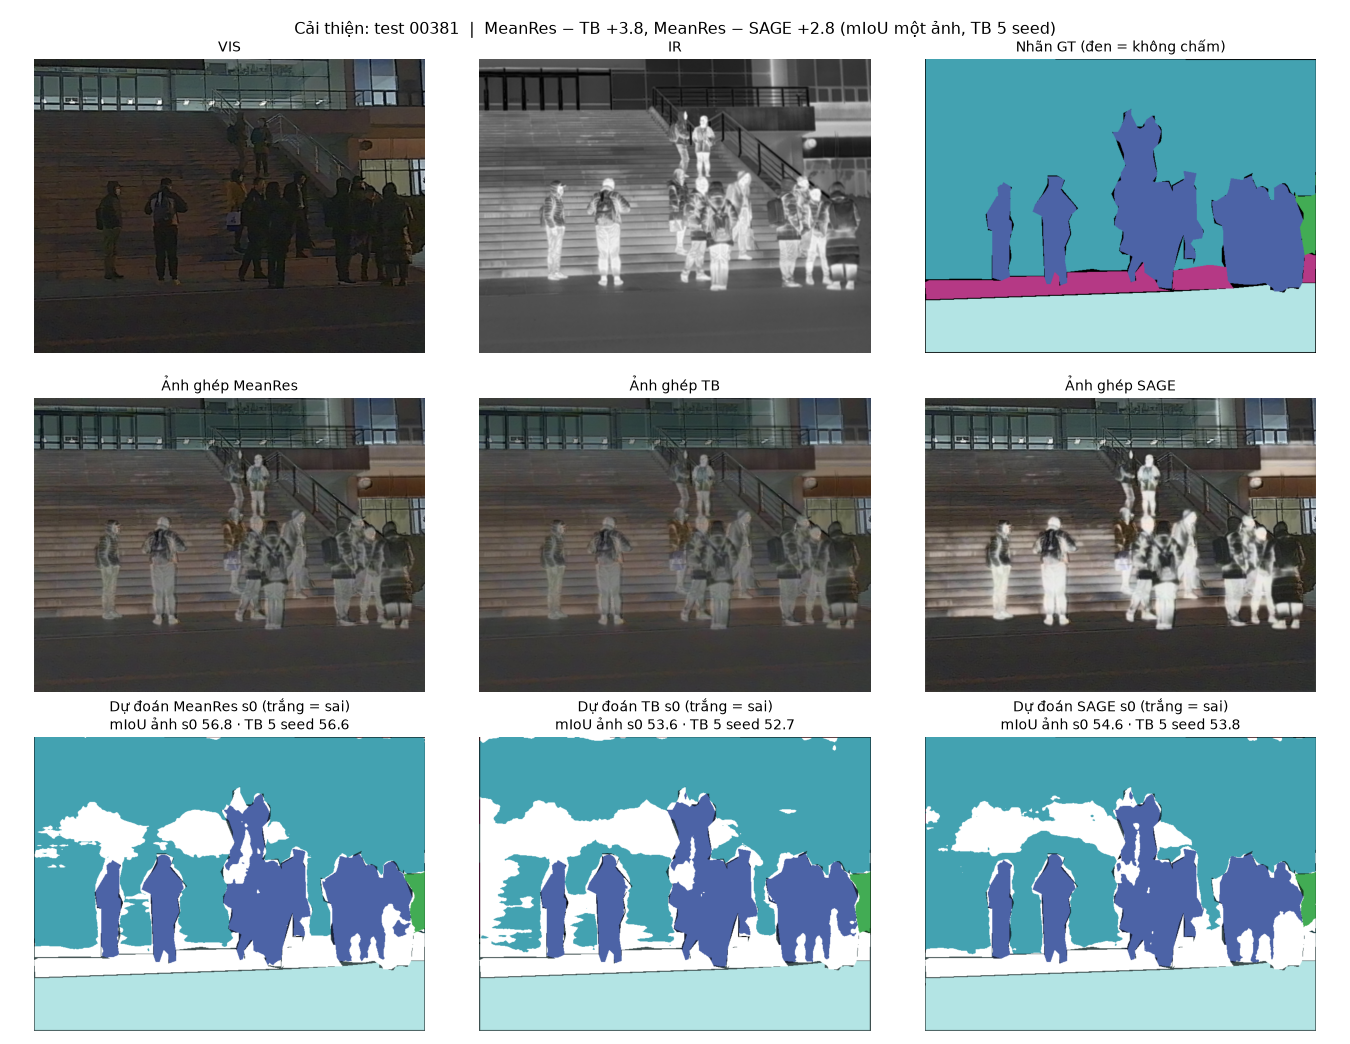 Cải thiện: test 00381 | MeanRes − TB +3.8, MeanRes − SAGE +2.8 (mIoU một ảnh, TB 5 seed)
VIS
IR
Nhãn GT (đen = không chấm)
Ảnh ghép MeanRes
Ảnh ghép TB
Ảnh ghép SAGE
Dự đoán MeanRes s0 (trắng = sai)
mIoU ảnh s0 56.8 · TB 5 seed 56.6
Dự đoán TB s0 (trắng = sai)
mIoU ảnh s0 53.6 · TB 5 seed 52.7
Dự đoán SAGE s0 (trắng = sai)
mIoU ảnh s0 54.6 · TB 5 seed 53.8